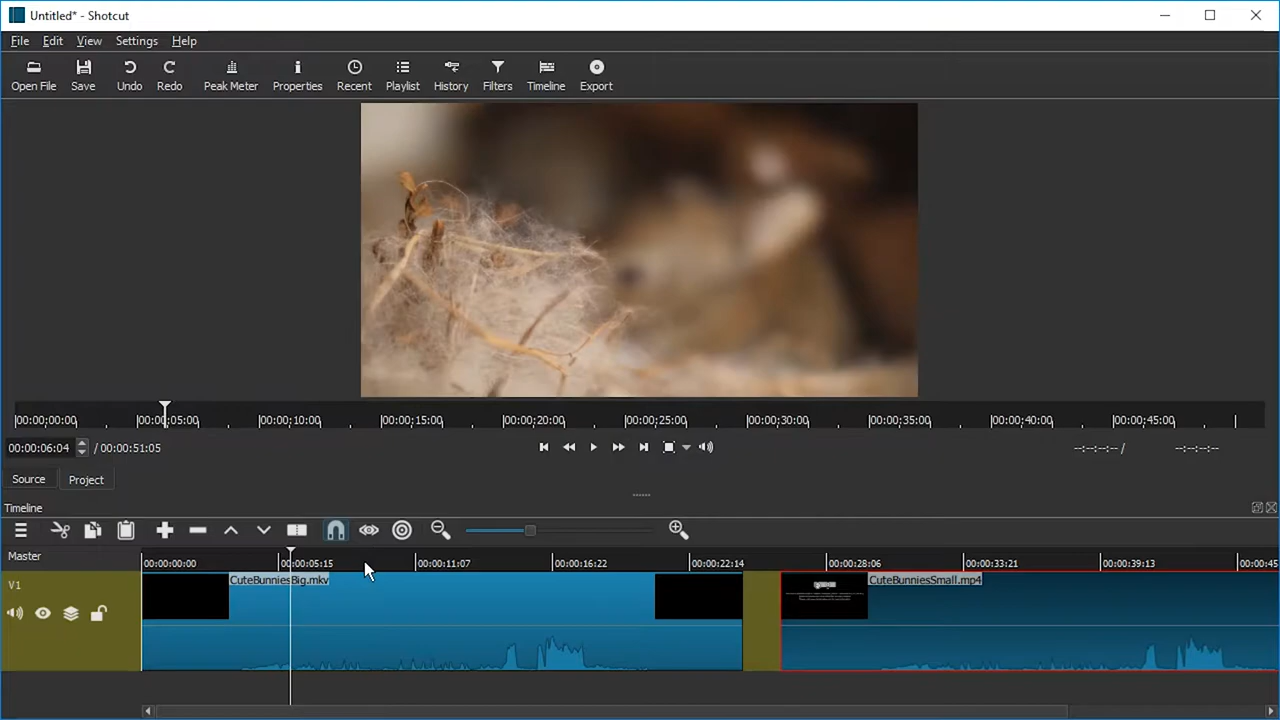 Untitled* - Shotcut
File Edit View Settings Help
Open File Save Undo Redo Peak Meter Properties Recent Playlist History Filters Timeline Export
|00:00;00:00 |00:00;05:00 |00:00;10:00 |00:00;15:00 |00:00;20:00 |00:00;25:00 |00:00;30:00 |00:00;35:00 |00:00;40:00 |00:00;45:00
00:00:06:04 / 00:00:51:05 --:--:--:-- / --:--:--:--
Source Project
Timeline
Master 00:00:00:00 00:00:05:15 00:00:11:07 00:00:16:22 00:00:22:14 00:00:28:06 00:00:33:21 00:00:39:13 00:00:45
V1 CuteBunniesBig.mkv CuteBunniesSmall.mp4